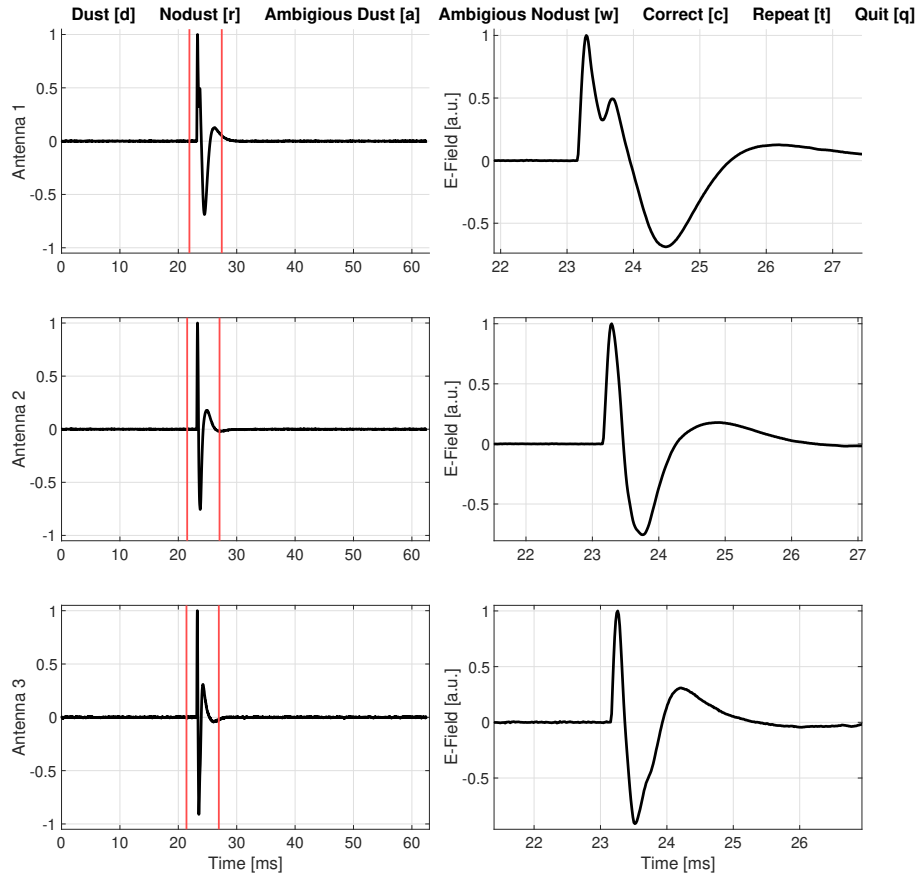 Dust [d] Nodust [r] Ambigious Dust [a] Ambigious Nodust [w] Correct [c] Repeat [t] Quit [q]
1
0.5
0
-0.5
-1
Antenna 1
0 10 20 30 40 50 60
1
0.5
0
-0.5
E-Field [a.u.]
22 23 24 25 26 27
1
0.5
0
-0.5
-1
Antenna 2
0 10 20 30 40 50 60
1
0.5
0
-0.5
E-Field [a.u.]
22 23 24 25 26 27
1
0.5
0
-0.5
-1
Antenna 3
0 10 20 30 40 50 60
Time [ms]
1
0.5
0
-0.5
E-Field [a.u.]
22 23 24 25 26
Time [ms]